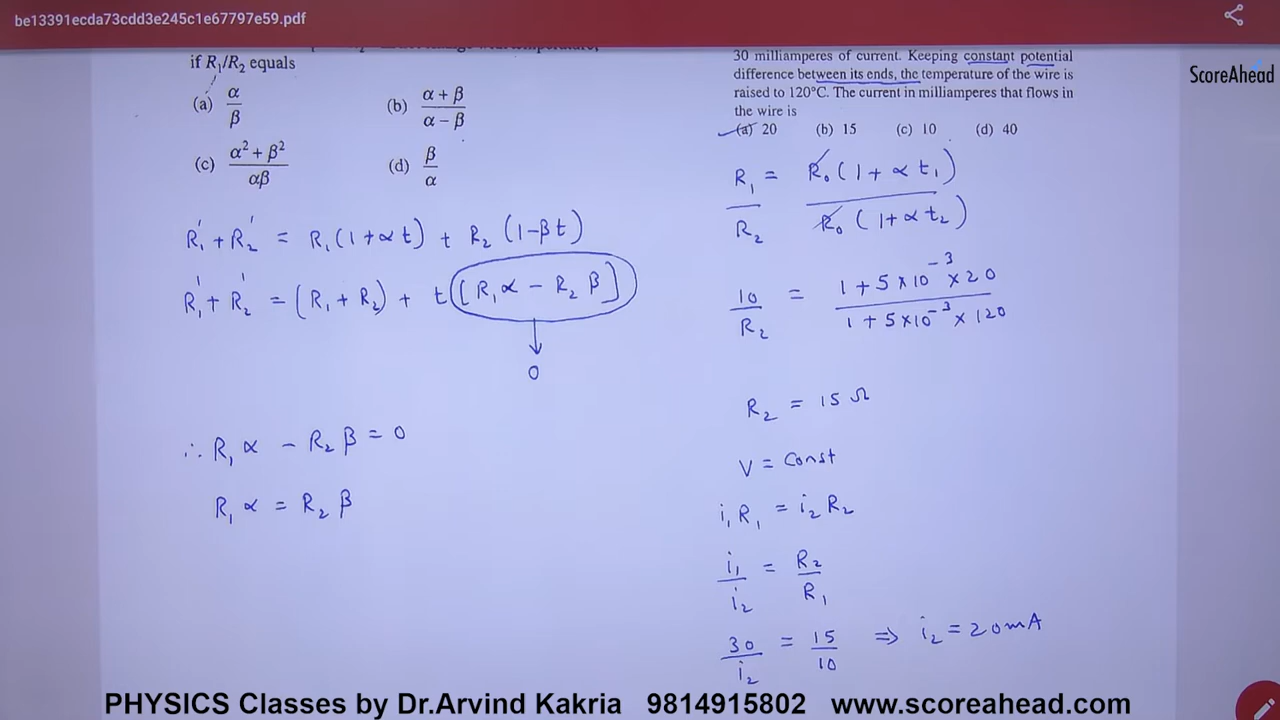 be13391ecda73cdd3e245c1e67797e59.pdf
ScoreAhead
if R₁/R₂ equals
(a) α/β (b) (α + β)/(α − β)
(c) (α² + β²)/αβ (d) β/α
R₁' + R₂' = R₁(1+αt) + R₂(1−βt)
R₁' + R₂' = (R₁ + R₂) + t[R₁α − R₂β]
0
∴ R₁α − R₂β = 0
R₁α = R₂β
30 milliamperes of current. Keeping constant potential
difference between its ends, the temperature of the wire is
raised to 120°C. The current in milliamperes that flows in
the wire is
(a) 20 (b) 15 (c) 10 (d) 40
R₁/R₂ = R₀(1+αt₁)/R₀(1+αt₂)
10/R₂ = (1+5×10⁻³×20)/(1+5×10⁻³×120)
R₂ = 15 Ω
V = Const
i₁R₁ = i₂R₂
i₁/i₂ = R₂/R₁
30/i₂ = 15/10 ⇒ i₂ = 20mA
PHYSICS Classes by Dr.Arvind Kakria 9814915802 www.scoreahead.com